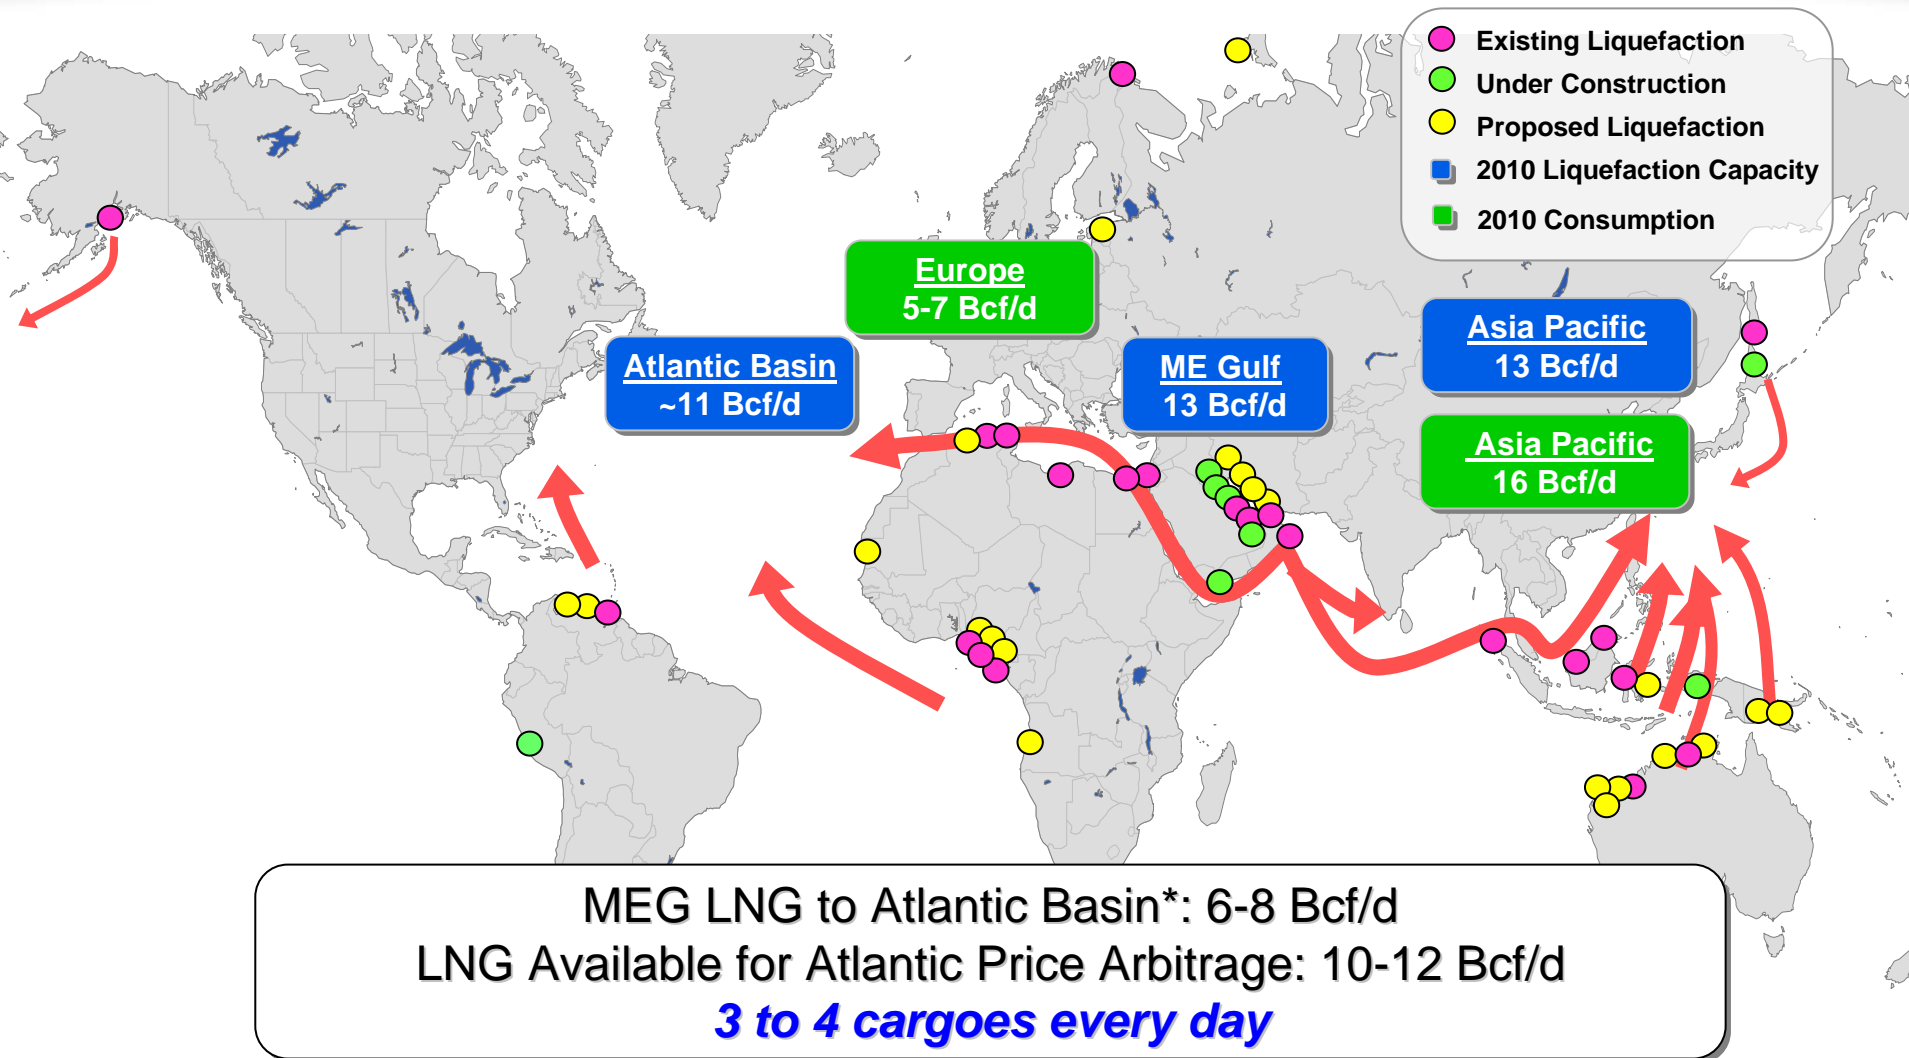 Existing Liquefaction
Under Construction
Proposed Liquefaction
2010 Liquefaction Capacity
2010 Consumption
Europe
5-7 Bcf/d
Atlantic Basin
~11 Bcf/d
ME Gulf
13 Bcf/d
Asia Pacific
13 Bcf/d
Asia Pacific
16 Bcf/d
MEG LNG to Atlantic Basin*: 6-8 Bcf/d
LNG Available for Atlantic Price Arbitrage: 10-12 Bcf/d
3 to 4 cargoes every day